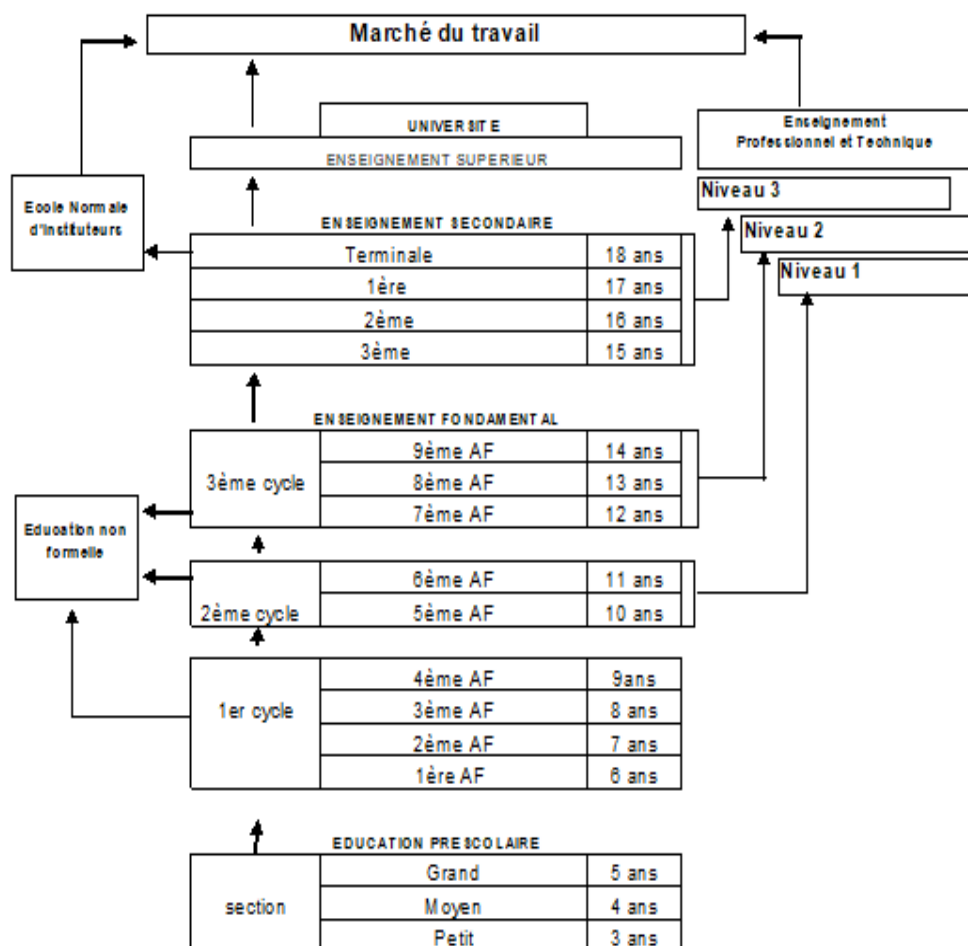 Marché du travail
UNIVERSITE
ENSEIGNEMENT SUPERIEUR
Enseignement
Professionnel et Technique
Niveau 3
Niveau 2
Niveau 1
Ecole Normale
d'Instituteurs
ENSEIGNEMENT SECONDAIRE
Terminale 18 ans
1ère 17 ans
2ème 16 ans
3ème 15 ans
ENSEIGNEMENT FONDAMENTAL
3ème cycle
9ème AF 14 ans
8ème AF 13 ans
7ème AF 12 ans
Education non
formelle
2ème cycle
6ème AF 11 ans
5ème AF 10 ans
1er cycle
4ème AF 9ans
3ème AF 8 ans
2ème AF 7 ans
1ère AF 6 ans
EDUCATION PRESCOLAIRE
section
Grand 5 ans
Moyen 4 ans
Petit 3 ans